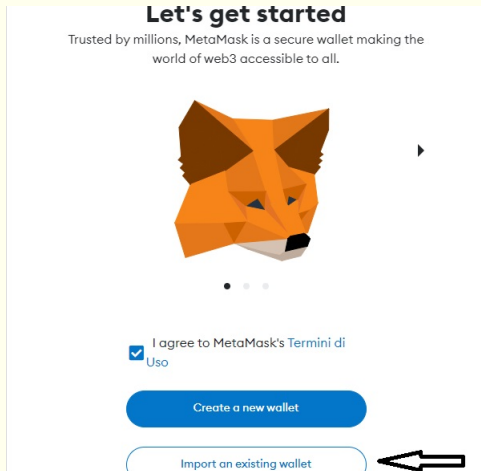 Let's get started
Trusted by millions, MetaMask is a secure wallet making the
world of web3 accessible to all.
I agree to MetaMask's Termini di
Uso
Create a new wallet
Import an existing wallet